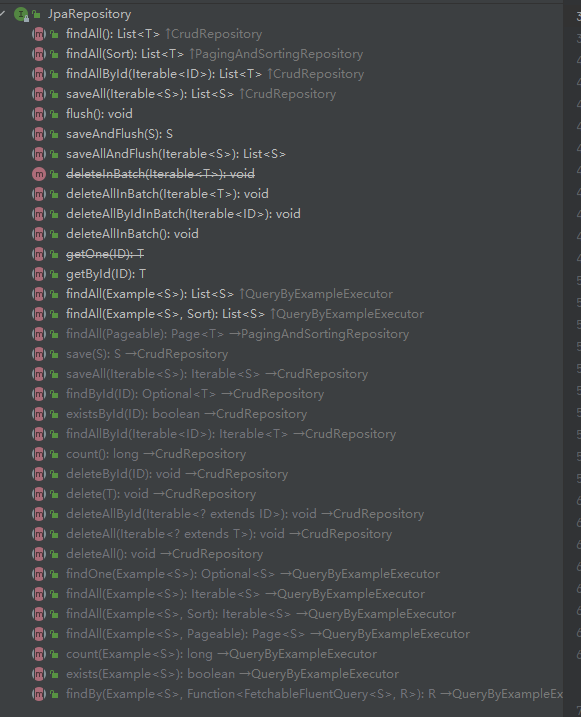 JpaRepository
findAll(): List<T> ↑CrudRepository
findAll(Sort): List<T> ↑PagingAndSortingRepository
findAllById(Iterable<ID>): List<T> ↑CrudRepository
saveAll(Iterable<S>): List<S> ↑CrudRepository
flush(): void
saveAndFlush(S): S
saveAllAndFlush(Iterable<S>): List<S>
deleteInBatch(Iterable<T>): void
deleteAllInBatch(Iterable<T>): void
deleteAllByIdInBatch(Iterable<ID>): void
deleteAllInBatch(): void
getOne(ID): T
getById(ID): T
findAll(Example<S>): List<S> ↑QueryByExampleExecutor
findAll(Example<S>, Sort): List<S> ↑QueryByExampleExecutor
findAll(Pageable): Page<T> →PagingAndSortingRepository
save(S): S →CrudRepository
saveAll(Iterable<S>): Iterable<S> →CrudRepository
findById(ID): Optional<T> →CrudRepository
existsById(ID): boolean →CrudRepository
findAllById(Iterable<ID>): Iterable<T> →CrudRepository
count(): long →CrudRepository
deleteById(ID): void →CrudRepository
delete(T): void →CrudRepository
deleteAllById(Iterable<? extends ID>): void →CrudRepository
deleteAll(Iterable<? extends T>): void →CrudRepository
deleteAll(): void →CrudRepository
findOne(Example<S>): Optional<S> →QueryByExampleExecutor
findAll(Example<S>): Iterable<S> →QueryByExampleExecutor
findAll(Example<S>, Sort): Iterable<S> →QueryByExampleExecutor
findAll(Example<S>, Pageable): Page<S> →QueryByExampleExecutor
count(Example<S>): long →QueryByExampleExecutor
exists(Example<S>): boolean →QueryByExampleExecutor
findBy(Example<S>, Function<FetchableFluentQuery<S>, R>): R →QueryByExampleEx